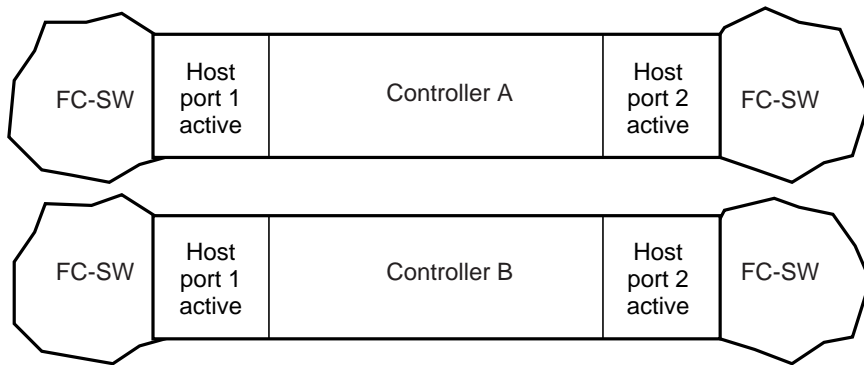 FC-SW
Host
port 1
active
Controller A
Host
port 2
active
FC-SW
FC-SW
Host
port 1
active
Controller B
Host
port 2
active
FC-SW